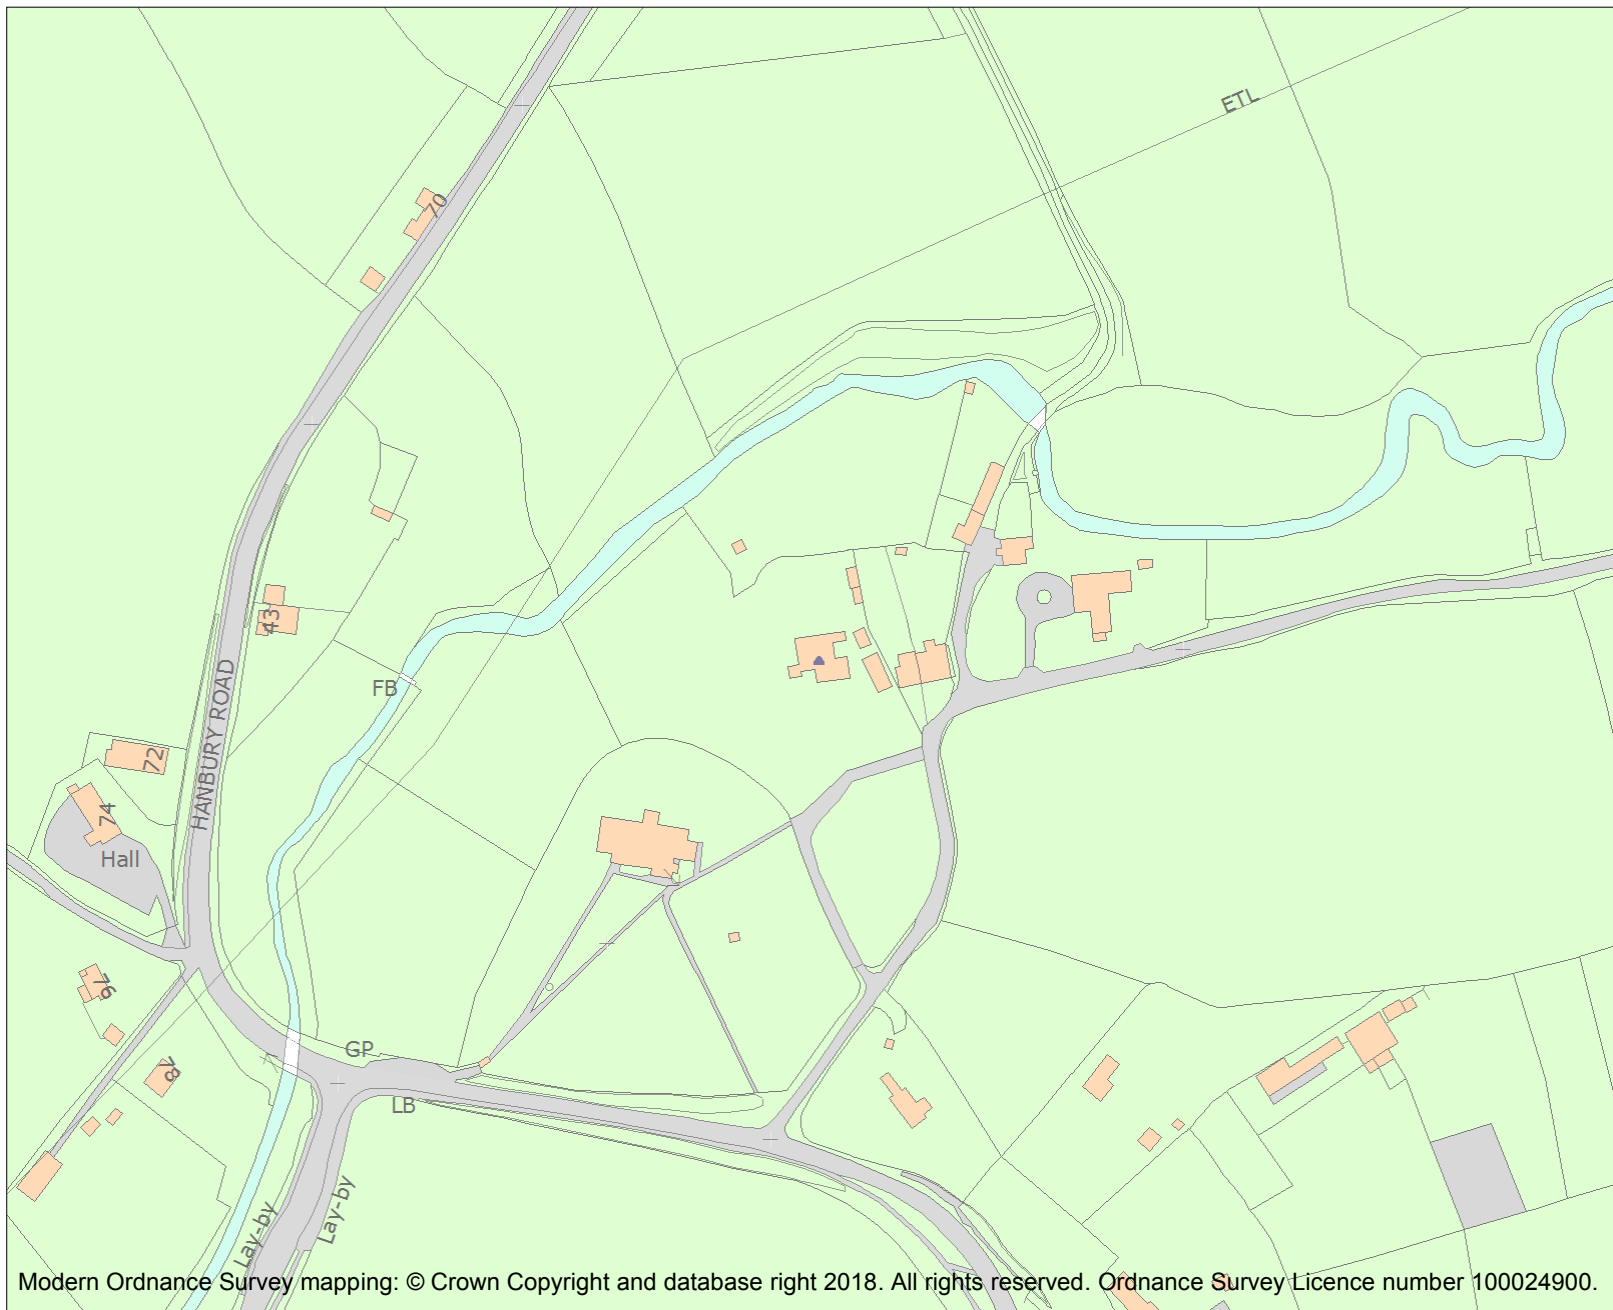 ETL
70
43
FB
HANBURY ROAD
72
74
Hall
76
78
GP
LB
Lay-by
Lay-by
Modern Ordnance Survey mapping: © Crown Copyright and database right 2018. All rights reserved. Ordnance Survey Licence number 100024900.